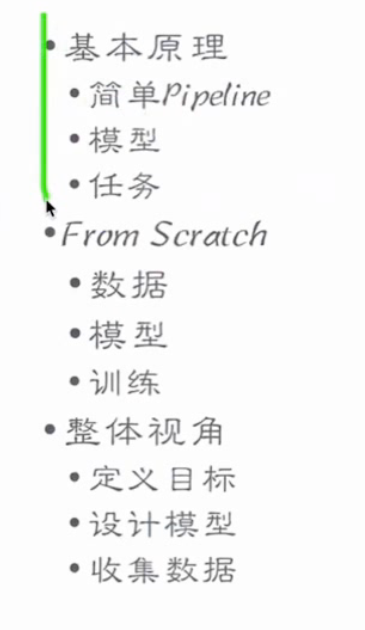 •基本原理
•简单Pipeline
•模型
•任务
•From Scratch
•数据
•模型
•训练
•整体视角
•定义目标
•设计模型
•收集数据